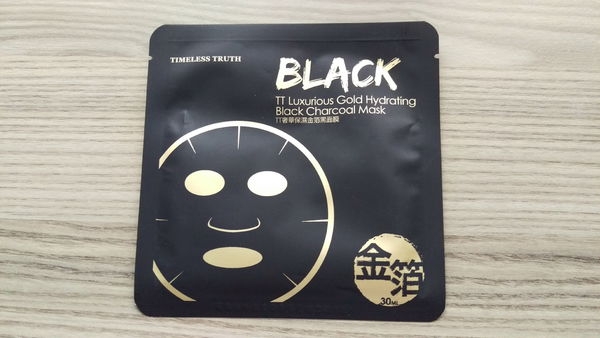 TIMELESS TRUTH
BLACK
TT Luxurious Gold Hydrating
Black Charcoal Mask
TT奢華保濕金箔黑面膜
金箔
30ML